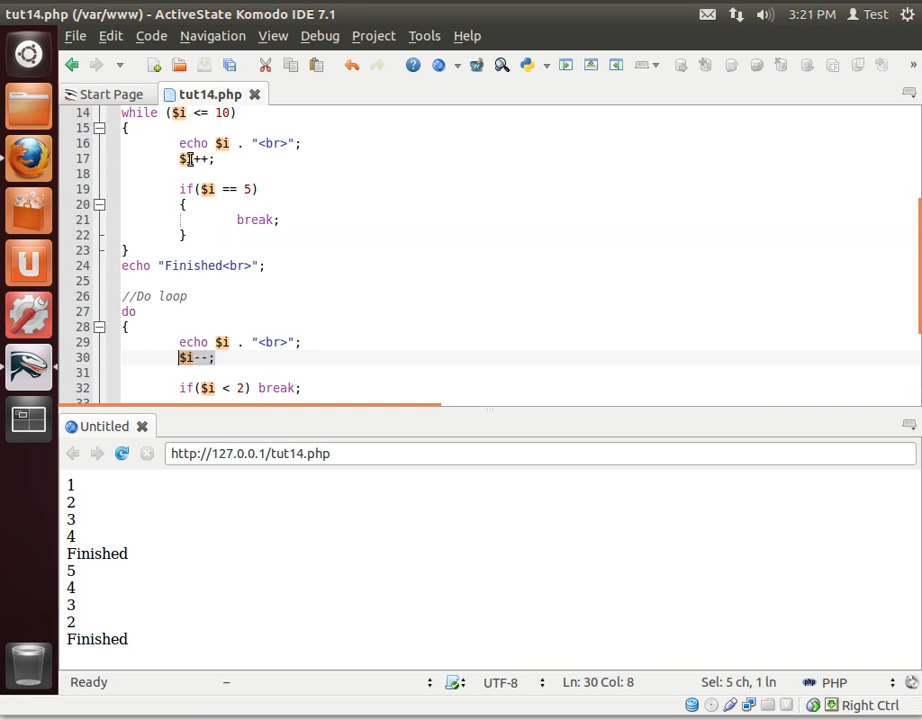 tut14.php (/var/www) - ActiveState Komodo IDE 7.1
3:21 PM Test
File Edit Code Navigation View Debug Project Tools Help
Start Page tut14.php
14 while ($i <= 10)
15 {
16 echo $i . "<br>";
17 $i++;
18
19 if($i == 5)
20 {
21 break;
22 }
23 }
24 echo "Finished<br>";
25
26 //Do loop
27 do
28 {
29 echo $i . "<br>";
30 $i--;
31
32 if($i < 2) break;
Untitled
http://127.0.0.1/tut14.php
1
2
3
4
Finished
5
4
3
2
Finished
Ready – UTF-8 Ln: 30 Col: 8 Sel: 5 ch, 1 ln php PHP
Right Ctrl